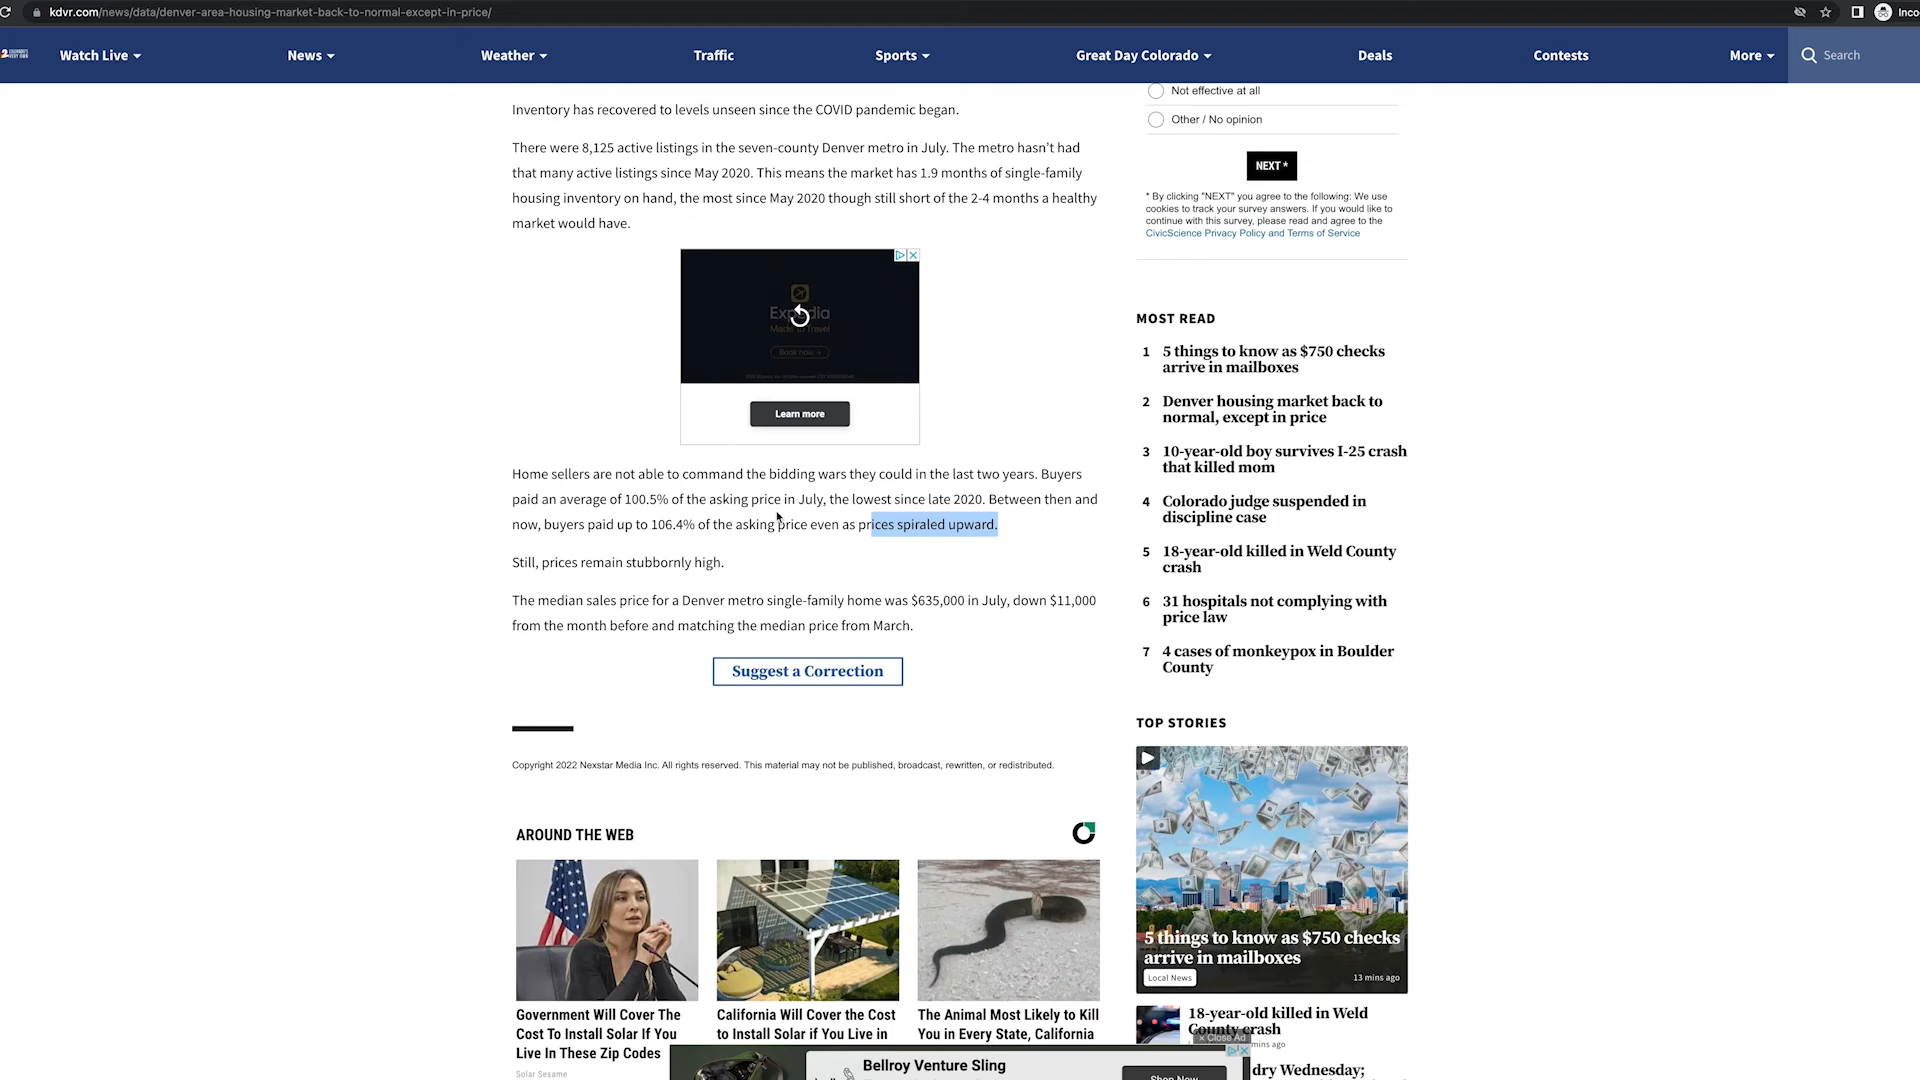 kdvr.com/news/data/denver-area-housing-market-back-to-normal-except-in-price/
Inco
Watch Live
News
Weather
Traffic
Sports
Great Day Colorado
Deals
Contests
More
Search
Inventory has recovered to levels unseen since the COVID pandemic began.
There were 8,125 active listings in the seven-county Denver metro in July. The metro hasn't had
that many active listings since May 2020. This means the market has 1.9 months of single-family
housing inventory on hand, the most since May 2020 though still short of the 2-4 months a healthy
market would have.
Expedia
Made to Travel
Book now
Learn more
Home sellers are not able to command the bidding wars they could in the last two years. Buyers
paid an average of 100.5% of the asking price in July, the lowest since late 2020. Between then and
now, buyers paid up to 106.4% of the asking price even as prices spiraled upward.
Still, prices remain stubbornly high.
The median sales price for a Denver metro single-family home was $635,000 in July, down $11,000
from the month before and matching the median price from March.
Suggest a Correction
Copyright 2022 Nexstar Media Inc. All rights reserved. This material may not be published, broadcast, rewritten, or redistributed.
AROUND THE WEB
Government Will Cover The
Cost To Install Solar If You
Live In These Zip Codes
Solar Sesame
California Will Cover the Cost
to Install Solar if You Live in
The Animal Most Likely to Kill
You in Every State, California
Not effective at all
Other / No opinion
NEXT *
* By clicking "NEXT" you agree to the following: We use
cookies to track your survey answers. If you would like to
continue with this survey, please read and agree to the
CivicScience Privacy Policy and Terms of Service
MOST READ
1 5 things to know as $750 checks
arrive in mailboxes
2 Denver housing market back to
normal, except in price
3 10-year-old boy survives I-25 crash
that killed mom
4 Colorado judge suspended in
discipline case
5 18-year-old killed in Weld County
crash
6 31 hospitals not complying with
price law
7 4 cases of monkeypox in Boulder
County
TOP STORIES
5 things to know as $750 checks
arrive in mailboxes
Local News
13 mins ago
18-year-old killed in Weld
County crash
mins ago
× Close Ad
dry Wednesday;
Bellroy Venture Sling
Shop Now